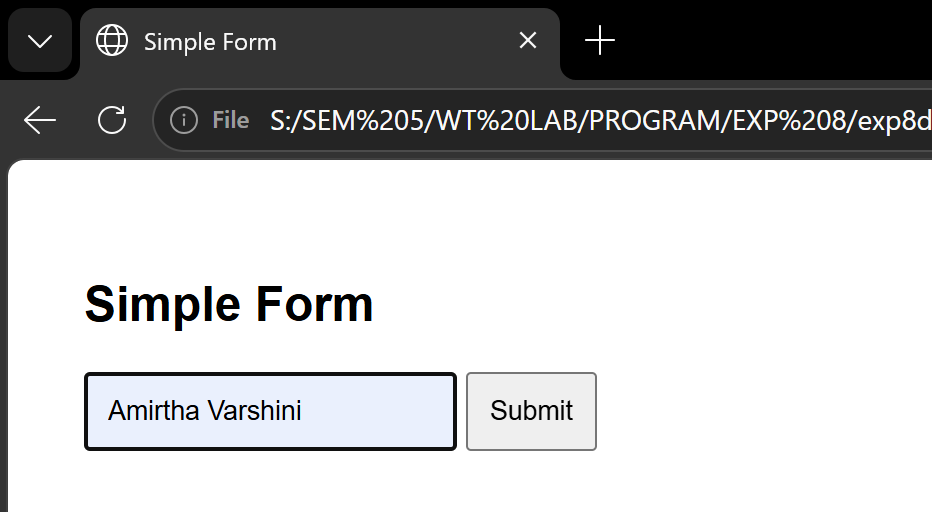 Simple Form
File S:/SEM%205/WT%20LAB/PROGRAM/EXP%208/exp8d
Simple Form
Amirtha Varshini Submit